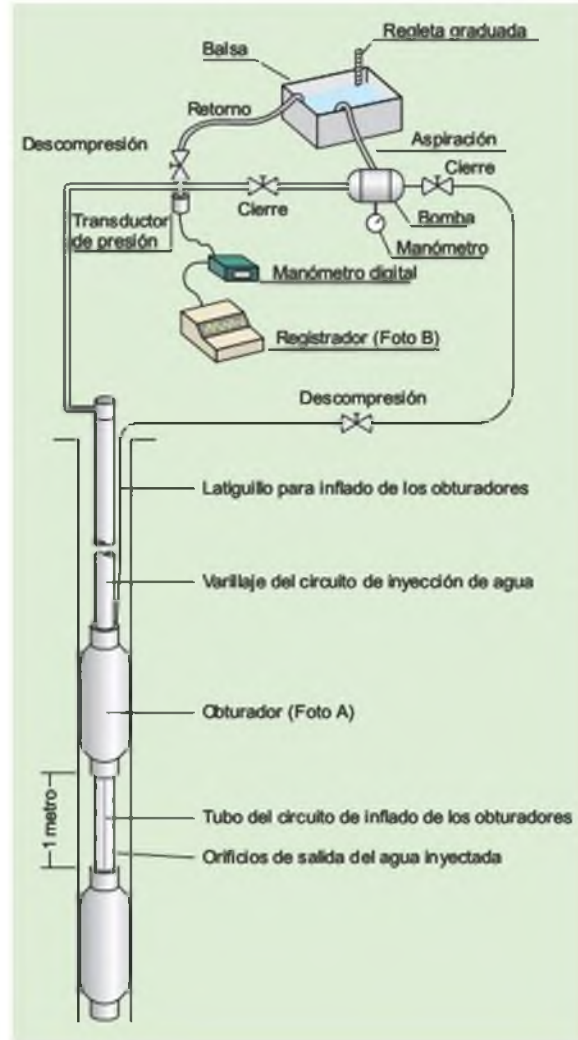 Regleta graduada
Balsa
Retorno
Descompresión
Aspiración
Cierre
Cierre
Bomba
Transductor
de presión
Manómetro
Manómetro digital
Registrador (Foto B)
Descompresión
Latiguillo para inflado de los obturadores
Varillaje del circuito de inyección de agua
Obturador (Foto A)
1 metro
Tubo del circuito de inflado de los obturadores
Orificios de salida del agua inyectada